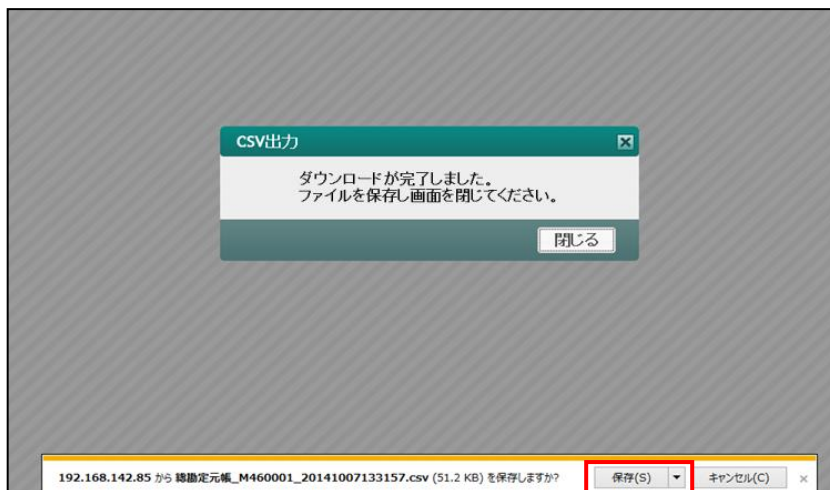 CSV出力
ダウンロードが完了しました。
ファイルを保存し画面を閉じてください。
閉じる
192.168.142.85 から 総勘定元帳_M460001_20141007133157.csv (51.2 KB) を保存しますか?
保存(S)
キャンセル(C)